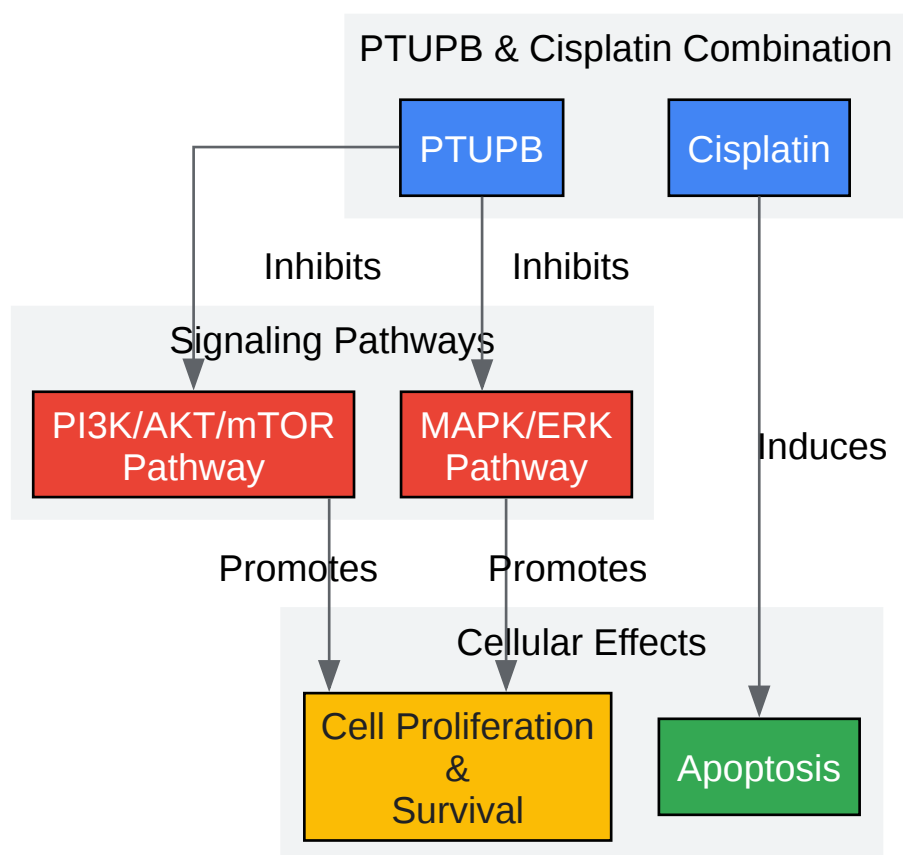 PTUPB & Cisplatin Combination
PTUPB
Cisplatin
Inhibits
Inhibits
Signaling Pathways
PI3K/AKT/mTOR
Pathway
MAPK/ERK
Pathway
Induces
Promotes
Promotes
Cellular Effects
Cell Proliferation
&
Survival
Apoptosis